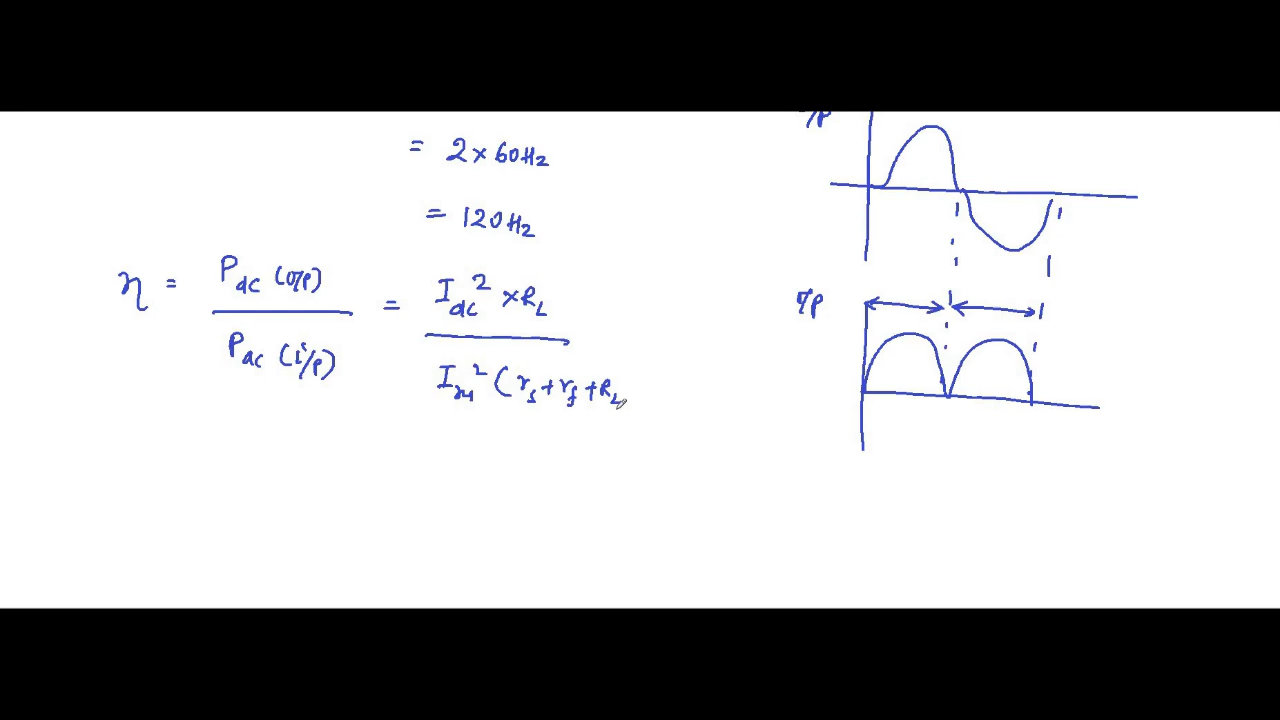 = 2 × 60Hz
= 120Hz
η = Pdc (o/p) / Pac (i/p) = Idc² × RL / Irms² (rs + rf + RL
i/p
o/p